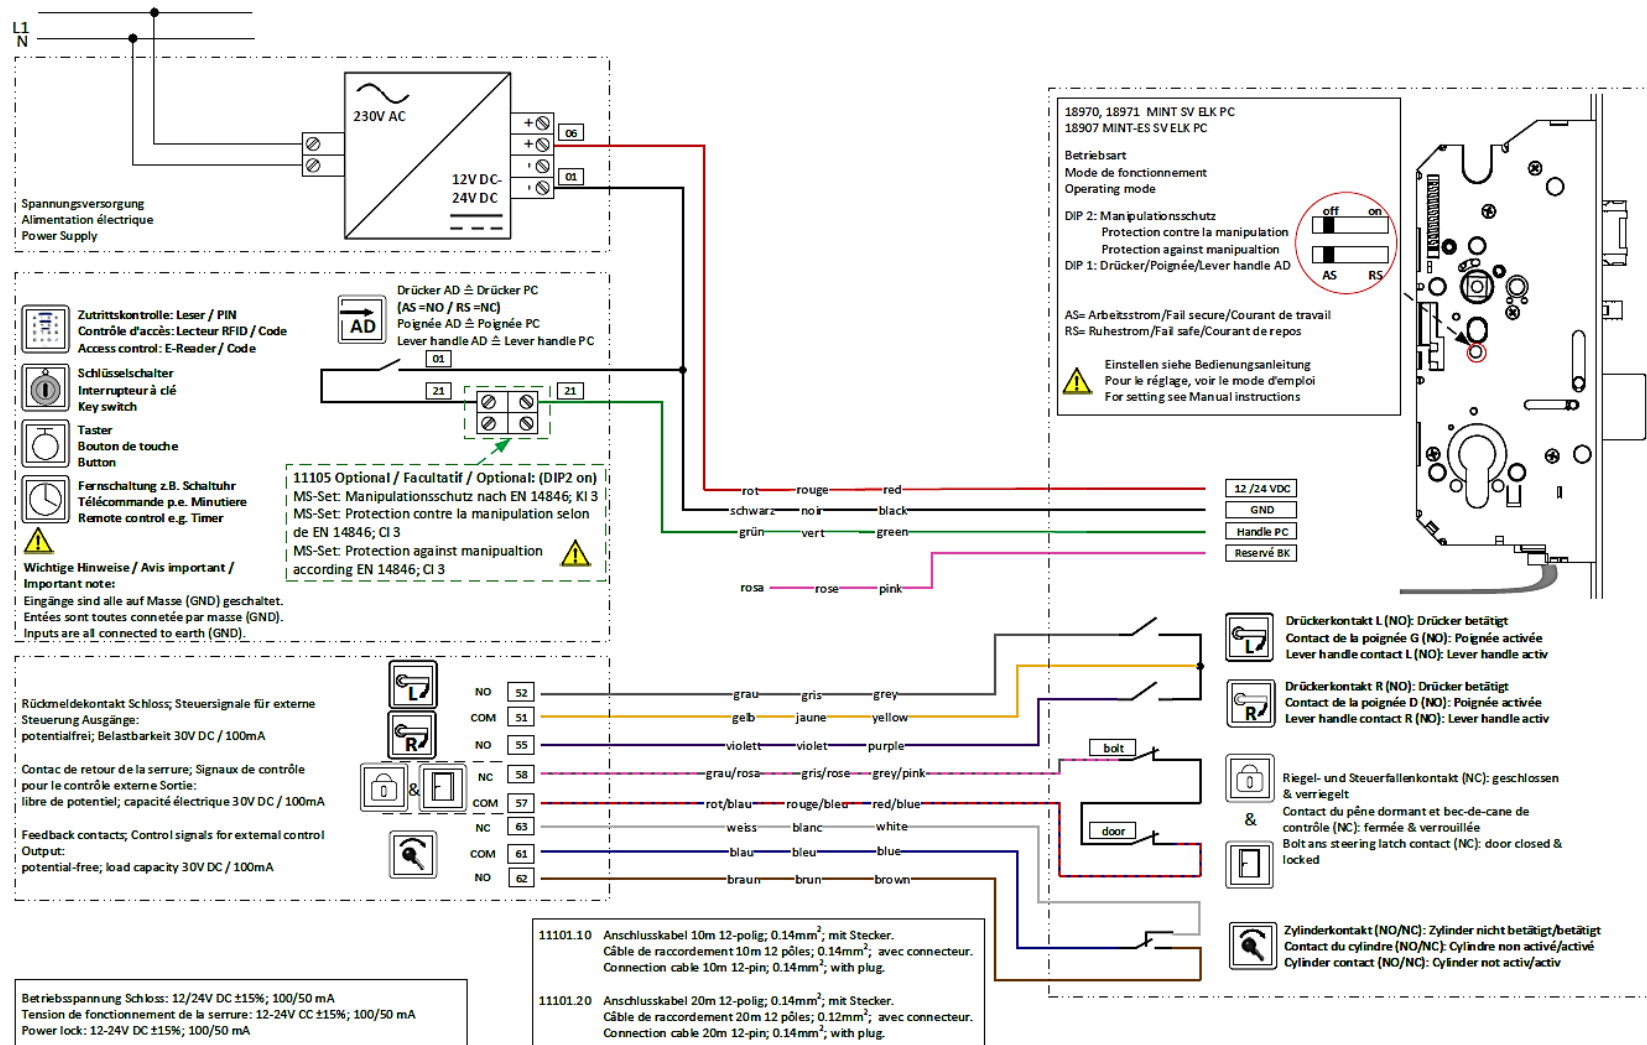 L1
N
230V AC
12V DC-
24V DC
+
+
-
-
06
01
Spannungsversorgung
Alimentation électrique
Power Supply
Zutrittskontrolle: Leser / PIN
Contrôle d'accès: Lecteur RFID / Code
Access control: E-Reader / Code
Schlüsselschalter
Interrupteur à clé
Key switch
Taster
Bouton de touche
Button
Fernschaltung z.B. Schaltuhr
Télécommande p.e. Minutiere
Remote control e.g. Timer
Wichtige Hinweise / Avis important /
Important note:
Eingänge sind alle auf Masse (GND) geschaltet.
Entées sont toutes connetée par masse (GND).
Inputs are all connected to earth (GND).
AD
Drücker AD ≙ Drücker PC
(AS =NO / RS =NC)
Poignée AD ≙ Poignée PC
Lever handle AD ≙ Lever handle PC
01
21
21
11105 Optional / Facultatif / Optional: (DIP2 on)
MS-Set: Manipulationsschutz nach EN 14846; Kl 3
MS-Set: Protection contre la manipulation selon
de EN 14846; Cl 3
MS-Set: Protection against manipualtion
according EN 14846; Cl 3
18970, 18971 MINT SV ELK PC
18907 MINT-ES SV ELK PC
Betriebsart
Mode de fonctionnement
Operating mode
DIP 2: Manipulationsschutz
Protection contre la manipulation
Protection against manipualtion
DIP 1: Drücker/Poignée/Lever handle AD
off on
AS RS
AS= Arbeitsstrom/Fail secure/Courant de travail
RS= Ruhestrom/Fail safe/Courant de repos
Einstellen siehe Bedienungsanleitung
Pour le réglage, voir le mode d'emploi
For setting see Manual instructions
rot rouge red 12 /24 VDC
schwarz noir black GND
grün vert green Handle PC
Reservé BK
rosa rose pink
Drückerkontakt L (NO): Drücker betätigt
Contact de la poignée G (NO): Poignée activée
Lever handle contact L (NO): Lever handle activ
L
Drückerkontakt R (NO): Drücker betätigt
Contact de la poignée D (NO): Poignée activée
Lever handle contact R (NO): Lever handle activ
R
Rückmeldekontakt Schloss; Steuersignale für externe
Steuerung Ausgänge:
potentialfrei; Belastbarkeit 30V DC / 100mA
Contac de retour de la serrure; Signaux de contrôle
pour le contrôle externe Sortie:
libre de potentiel; capacité électrique 30V DC / 100mA
Feedback contacts; Control signals for external control
Output:
potential-free; load capacity 30V DC / 100mA
L
R
&
NO 52 grau gris grey
COM 51 gelb jaune yellow
NO 55 violett violet purple
NC 58 grau/rosa gris/rose grey/pink
COM 57 rot/blau rouge/bleu red/blue
NC 63 weiss blanc white
COM 61 blau bleu blue
NO 62 braun brun brown
bolt
door
Riegel- und Steuerfallenkontakt (NC): geschlossen
& verriegelt
Contact du pêne dormant et bec-de-cane de
contrôle (NC): fermée & verrouillée
Bolt ans steering latch contact (NC): door closed &
locked
&
Zylinderkontakt (NO/NC): Zylinder nicht betätigt/betätigt
Contact du cylindre (NO/NC): Cylindre non activé/activé
Cylinder contact (NO/NC): Cylinder not activ/activ
11101.10 Anschlusskabel 10m 12-polig; 0.14mm²; mit Stecker.
Câble de raccordement 10m 12 pôles; 0.14mm²; avec connecteur.
Connection cable 10m 12-pin; 0.14mm²; with plug.
11101.20 Anschlusskabel 20m 12-polig; 0.14mm²; mit Stecker.
Câble de raccordement 20m 12 pôles; 0.12mm²; avec connecteur.
Connection cable 20m 12-pin; 0.14mm²; with plug.
Betriebsspannung Schloss: 12/24V DC ±15%; 100/50 mA
Tension de fonctionnement de la serrure: 12-24V CC ±15%; 100/50 mA
Power lock: 12-24V DC ±15%; 100/50 mA